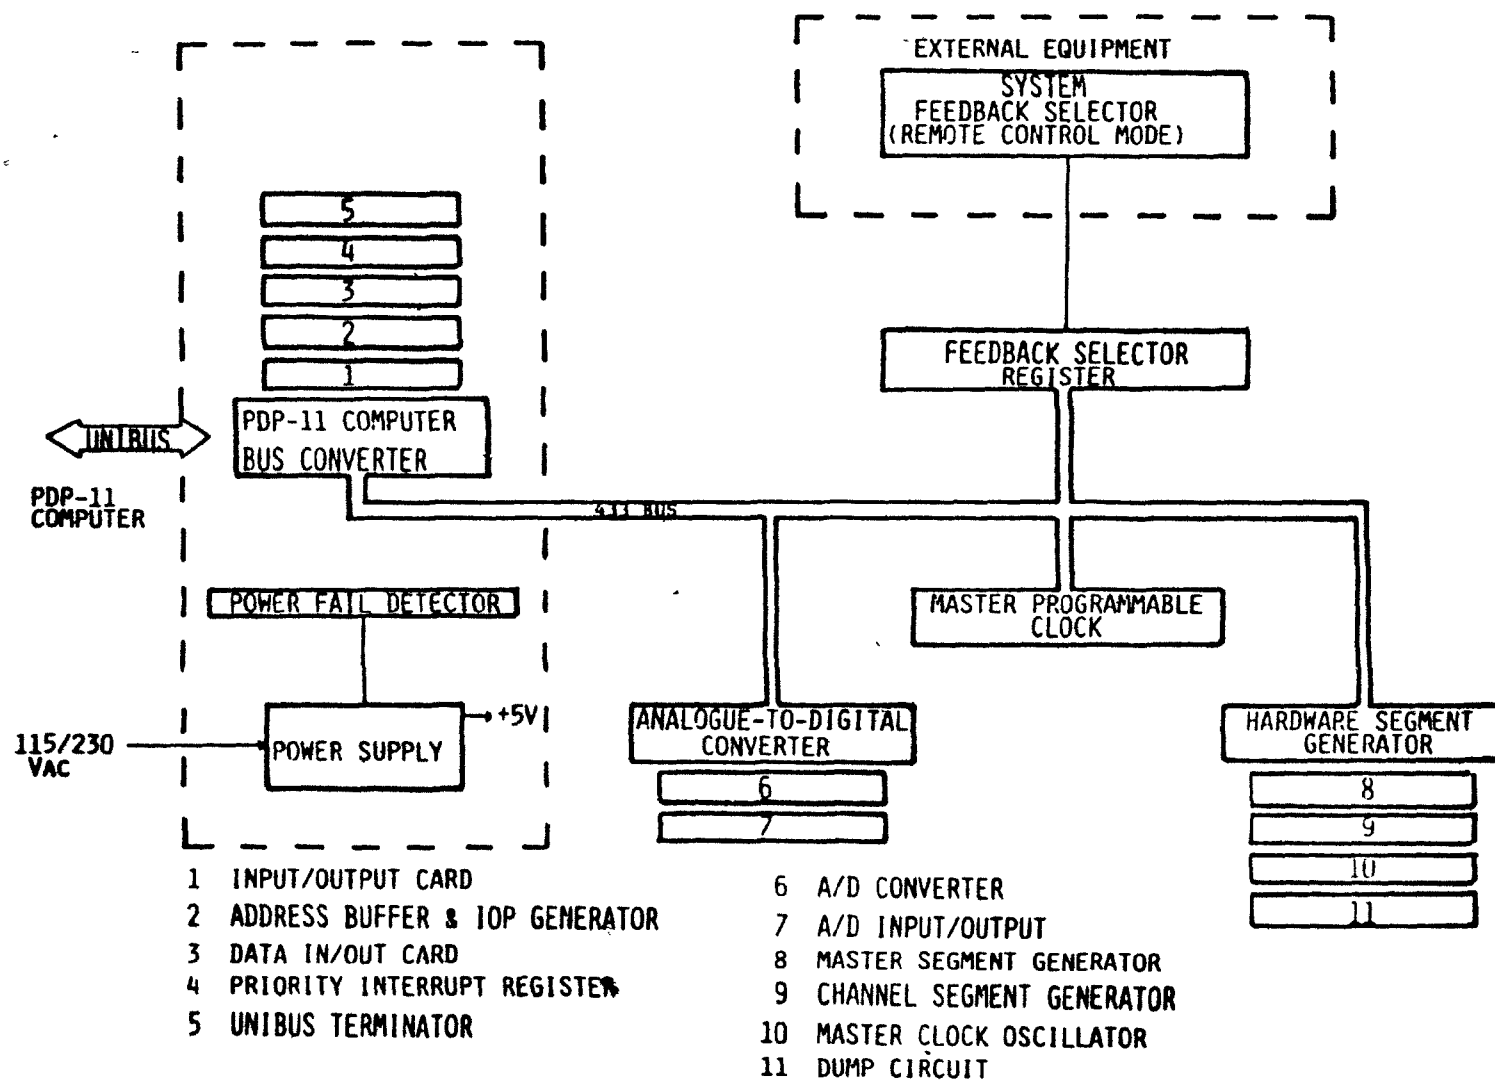 EXTERNAL EQUIPMENT
SYSTEM
FEEDBACK SELECTOR
(REMOTE CONTROL MODE)
5
4
3
2
1
FEEDBACK SELECTOR
REGISTER
PDP-11 COMPUTER
BUS CONVERTER
UNIBUS
PDP-11
COMPUTER
433 BUS
POWER FAIL DETECTOR
MASTER PROGRAMMABLE
CLOCK
+5V
115/230
VAC
POWER SUPPLY
ANALOGUE-TO-DIGITAL
CONVERTER
6
7
HARDWARE SEGMENT
GENERATOR
8
9
10
11
1 INPUT/OUTPUT CARD
2 ADDRESS BUFFER & IOP GENERATOR
3 DATA IN/OUT CARD
4 PRIORITY INTERRUPT REGISTER
5 UNIBUS TERMINATOR
6 A/D CONVERTER
7 A/D INPUT/OUTPUT
8 MASTER SEGMENT GENERATOR
9 CHANNEL SEGMENT GENERATOR
10 MASTER CLOCK OSCILLATOR
11 DUMP CIRCUIT